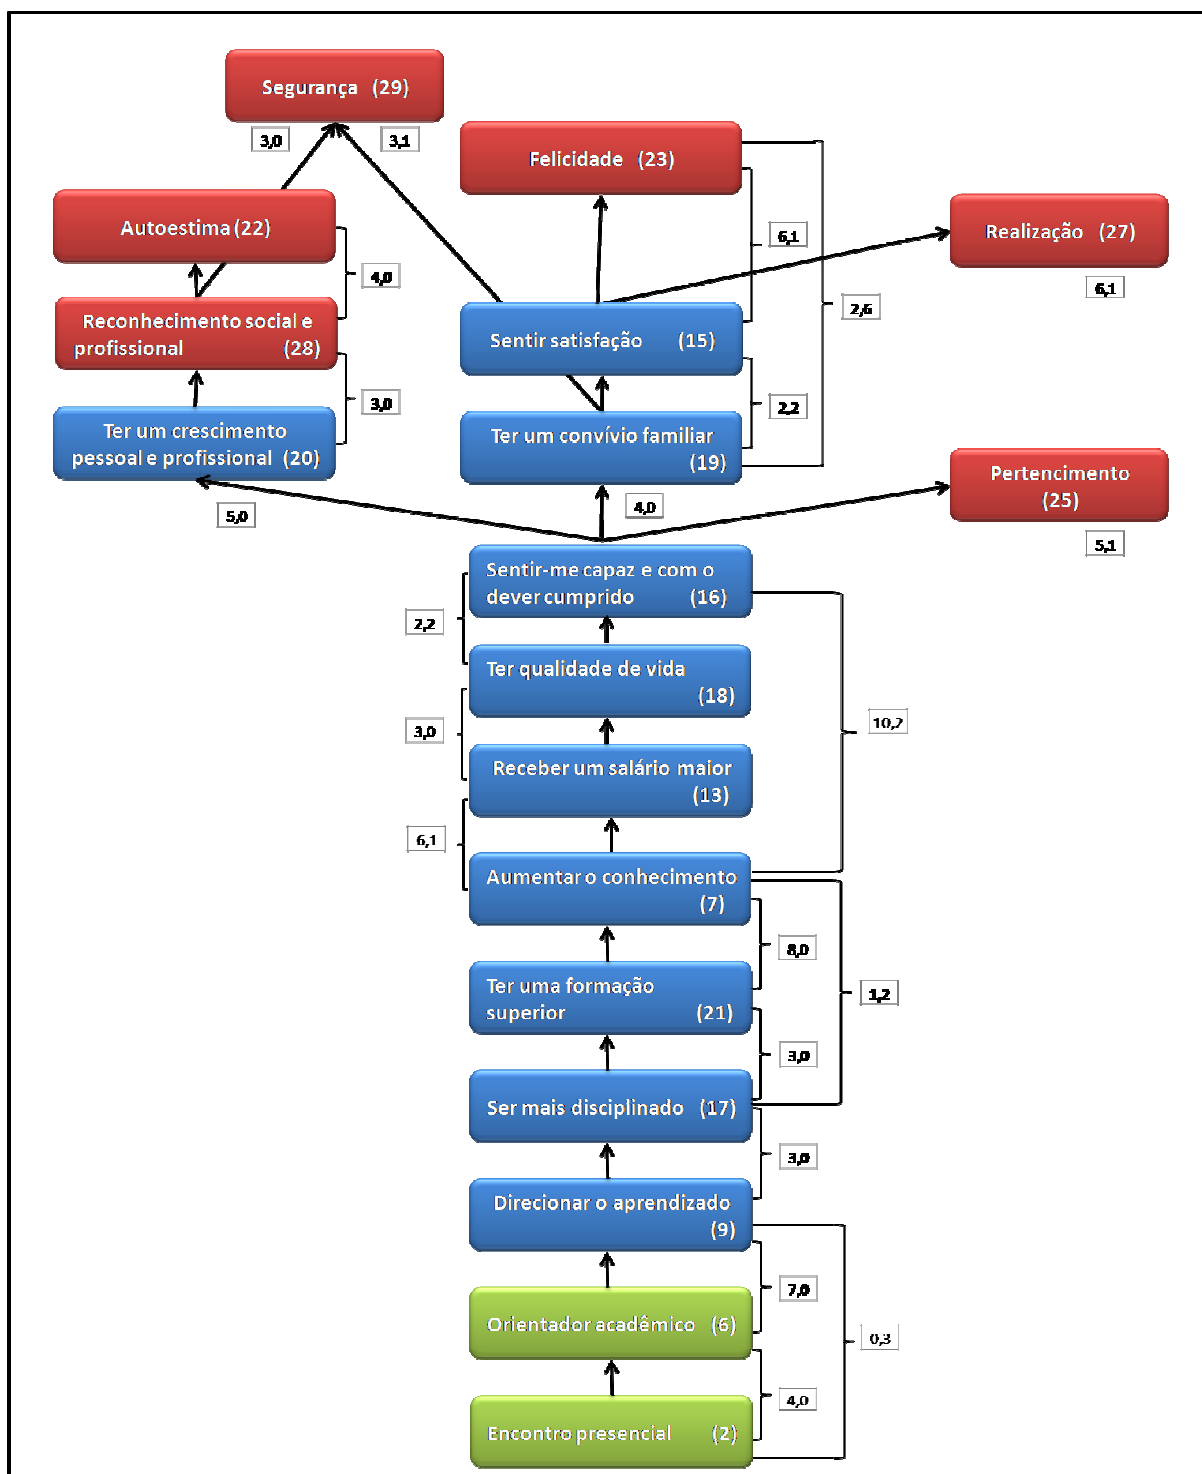 Segurança (29)
3,0
3,1
Felicidade (23)
Autoestima (22)
Realização (27)
6,1
4,0
6,1
2,6
Reconhecimento social e
profissional (28)
Sentir satisfação (15)
3,0
2,2
Ter um crescimento
pessoal e profissional (20)
Ter um convívio familiar
(19)
Pertencimento
(25)
5,0
4,0
5,1
Sentir-me capaz e com o
dever cumprido (16)
2,2
Ter qualidade de vida
(18)
3,0
10,2
Receber um salário maior
(13)
6,1
Aumentar o conhecimento
(7)
8,0
Ter uma formação
superior (21)
1,2
3,0
Ser mais disciplinado (17)
3,0
Direcionar o aprendizado
(9)
7,0
Orientador acadêmico (6)
0,3
4,0
Encontro presencial (2)